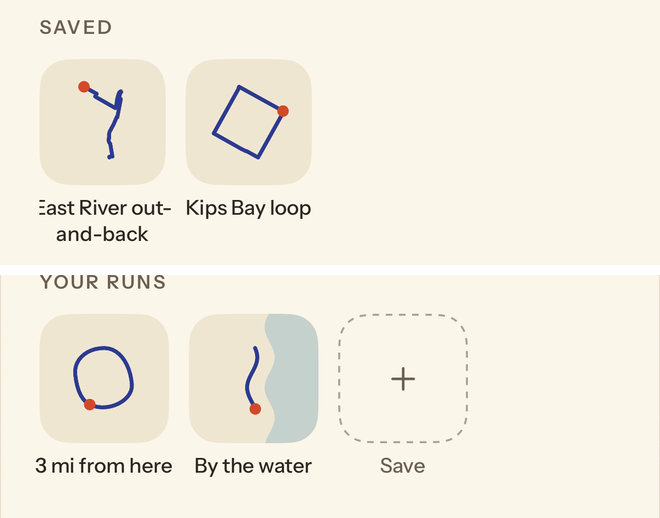 SAVED
East River out-
and-back
Kips Bay loop
YOUR RUNS
3 mi from here
By the water
Save